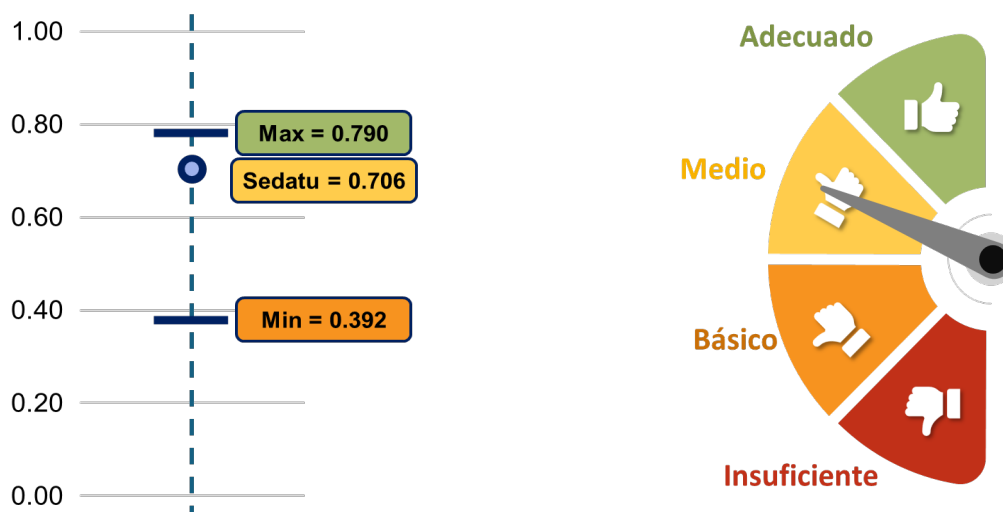 1.00
0.80
0.60
0.40
0.20
0.00
Max = 0.790
Sedatu = 0.706
Min = 0.392
Adecuado
Medio
Básico
Insuficiente